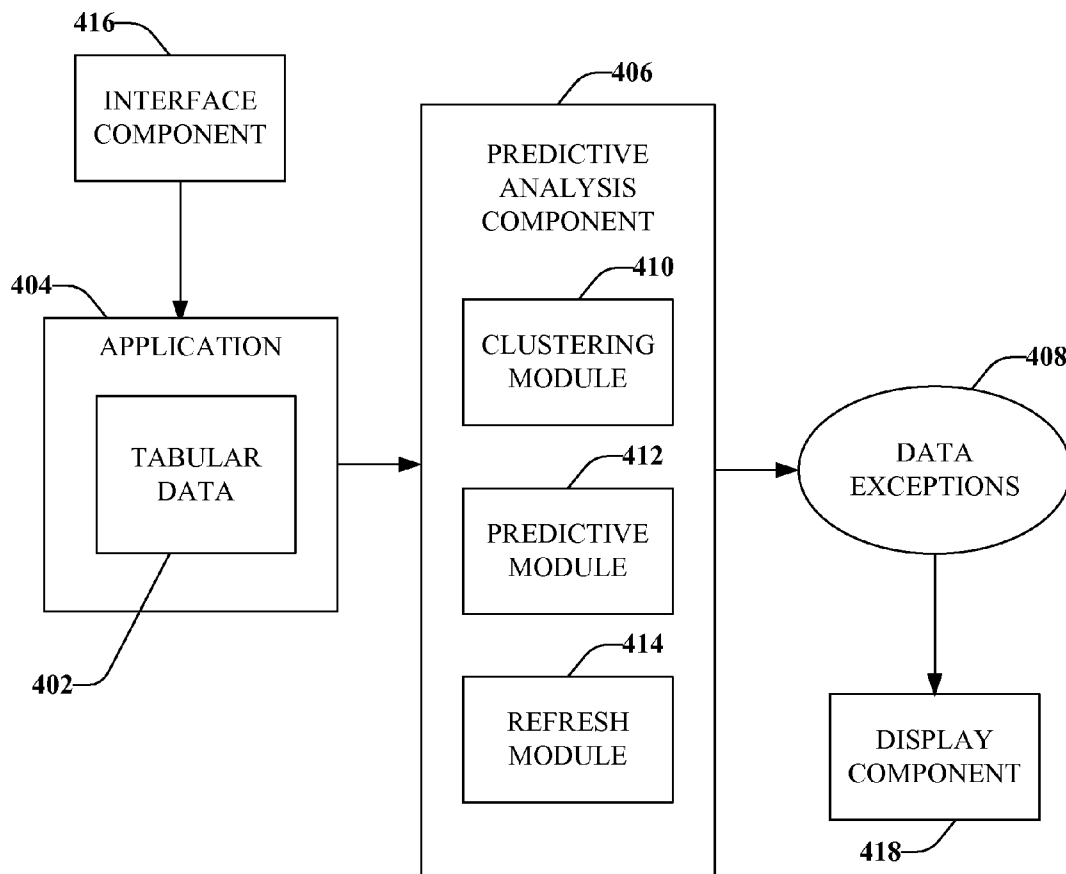 416
INTERFACE
COMPONENT
404
APPLICATION
TABULAR
DATA
402
406
PREDICTIVE
ANALYSIS
COMPONENT
410
CLUSTERING
MODULE
412
PREDICTIVE
MODULE
414
REFRESH
MODULE
408
DATA
EXCEPTIONS
DISPLAY
COMPONENT
418